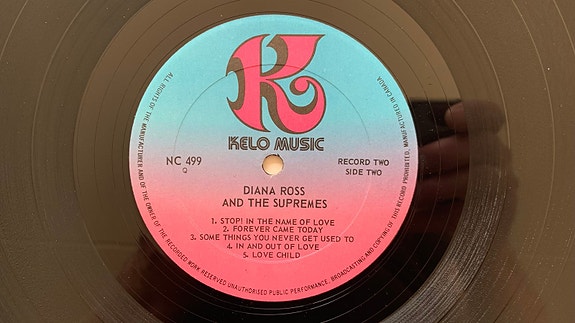 K
KELO MUSIC
NC 499
Q
RECORD TWO
SIDE TWO
DIANA ROSS
AND THE SUPREMES
1. STOP! IN THE NAME OF LOVE
2. FOREVER CAME TODAY
3. SOME THINGS YOU NEVER GET USED TO
4. IN AND OUT OF LOVE
5. LOVE CHILD
ALL RIGHTS OF THE MANUFACTURER AND OF THE OWNER OF THE RECORDED WORK RESERVED UNAUTHORISED PUBLIC PERFORMANCE, BROADCASTING AND COPYING OF THIS RECORD PROHIBITED, MANUFACTURED IN CANADA